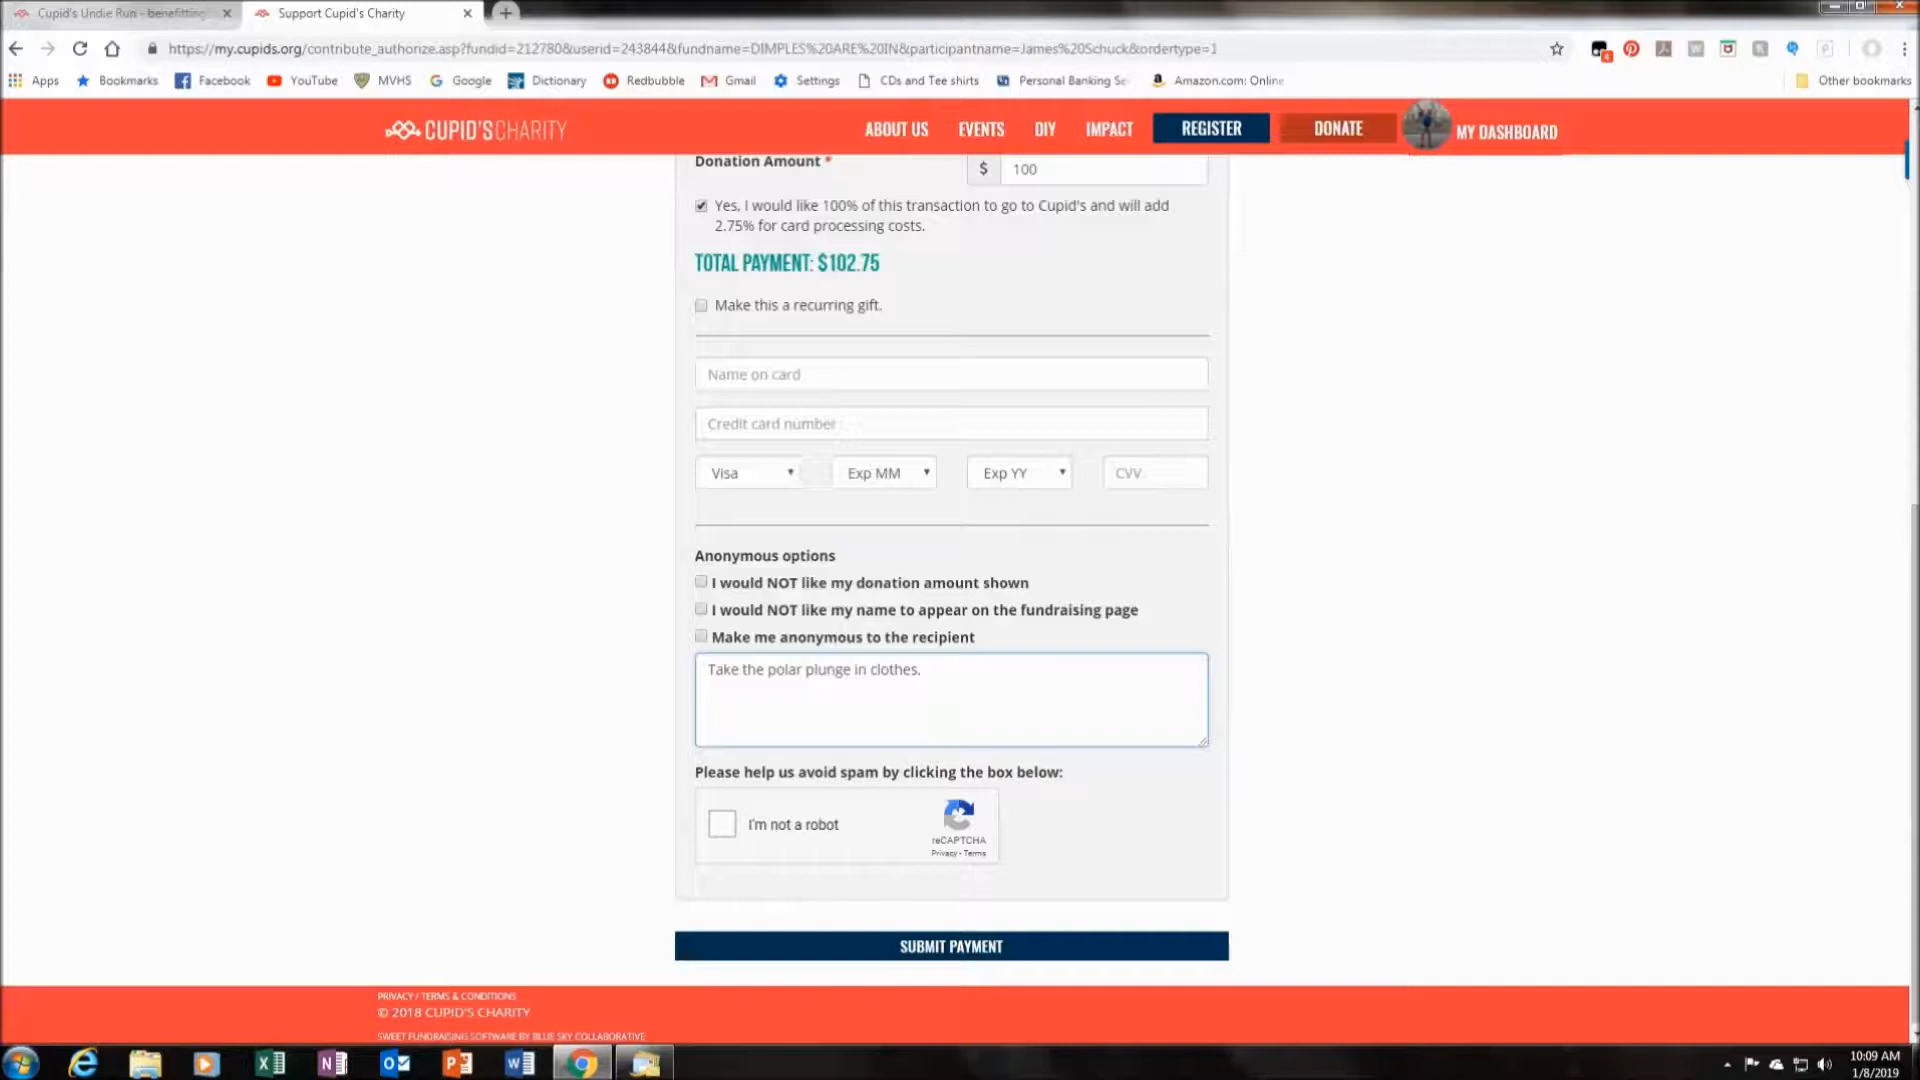 Cupid's Undie Run - benefitting
Support Cupid's Charity
https://my.cupids.org/contribute_authorize.asp?fundid=212780&userid=243844&fundname=DIMPLES%20ARE%20IN&participantname=James%20Schuck&ordertype=1
4
Apps Bookmarks Facebook YouTube MVHS Google Dictionary Redbubble Gmail Settings CDs and Tee shirts Personal Banking Se Amazon.com: Online Other bookmarks
CUPID'S CHARITY
ABOUT US EVENTS DIY IMPACT REGISTER DONATE MY DASHBOARD
Donation Amount * $ 100
Yes, I would like 100% of this transaction to go to Cupid's and will add
2.75% for card processing costs.
TOTAL PAYMENT: $102.75
Make this a recurring gift.
Name on card
Credit card number
Visa Exp MM Exp YY CVV
Anonymous options
I would NOT like my donation amount shown
I would NOT like my name to appear on the fundraising page
Make me anonymous to the recipient
Take the polar plunge in clothes.
Please help us avoid spam by clicking the box below:
I'm not a robot
reCAPTCHA
Privacy - Terms
SUBMIT PAYMENT
PRIVACY / TERMS & CONDITIONS
© 2018 CUPID'S CHARITY
SWEET FUNDRAISING SOFTWARE BY BLUE SKY COLLABORATIVE
10:09 AM
1/8/2019